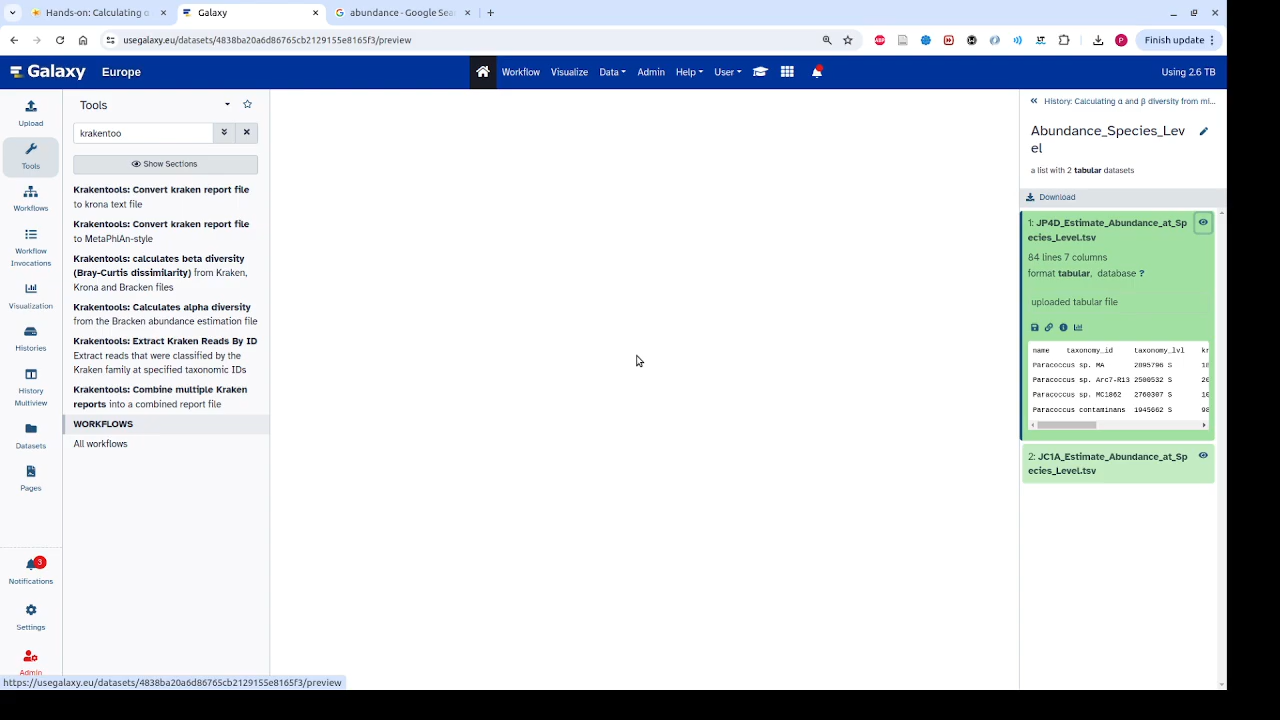 Hands-on: Calculating α
Galaxy
abundance - Google Sea
usegalaxy.eu/datasets/4838ba20a6d86765cb2129155e8165f3/preview
Finish update
Galaxy Europe
Workflow Visualize Data Admin Help User
Using 2.6 TB
Upload
Tools
Workflows
Workflow
Invocations
Visualization
Histories
History
Multiview
Datasets
Pages
3
Notifications
Settings
Admin
Tools
krakentoo
Show Sections
Krakentools: Convert kraken report file
to krona text file
Krakentools: Convert kraken report file
to MetaPhlAn-style
Krakentools: calculates beta diversity
(Bray-Curtis dissimilarity) from Kraken,
Krona and Bracken files
Krakentools: Calculates alpha diversity
from the Bracken abundance estimation file
Krakentools: Extract Kraken Reads By ID
Extract reads that were classified by the
Kraken family at specified taxonomic IDs
Krakentools: Combine multiple Kraken
reports into a combined report file
WORKFLOWS
All workflows
« History: Calculating α and β diversity from mi...
Abundance_Species_Lev
el
a list with 2 tabular datasets
Download
1: JP4D_Estimate_Abundance_at_Sp
ecies_Level.tsv
84 lines 7 columns
format tabular, database ?
uploaded tabular file
name taxonomy_id taxonomy_lvl kr
Paracoccus sp. MA 2895796 S 18
Paracoccus sp. Arc7-R13 2500532 S 26
Paracoccus sp. MC1862 2760307 S 10
Paracoccus contaminans 1945662 S 98
2: JC1A_Estimate_Abundance_at_Sp
ecies_Level.tsv
https://usegalaxy.eu/datasets/4838ba20a6d86765cb2129155e8165f3/preview